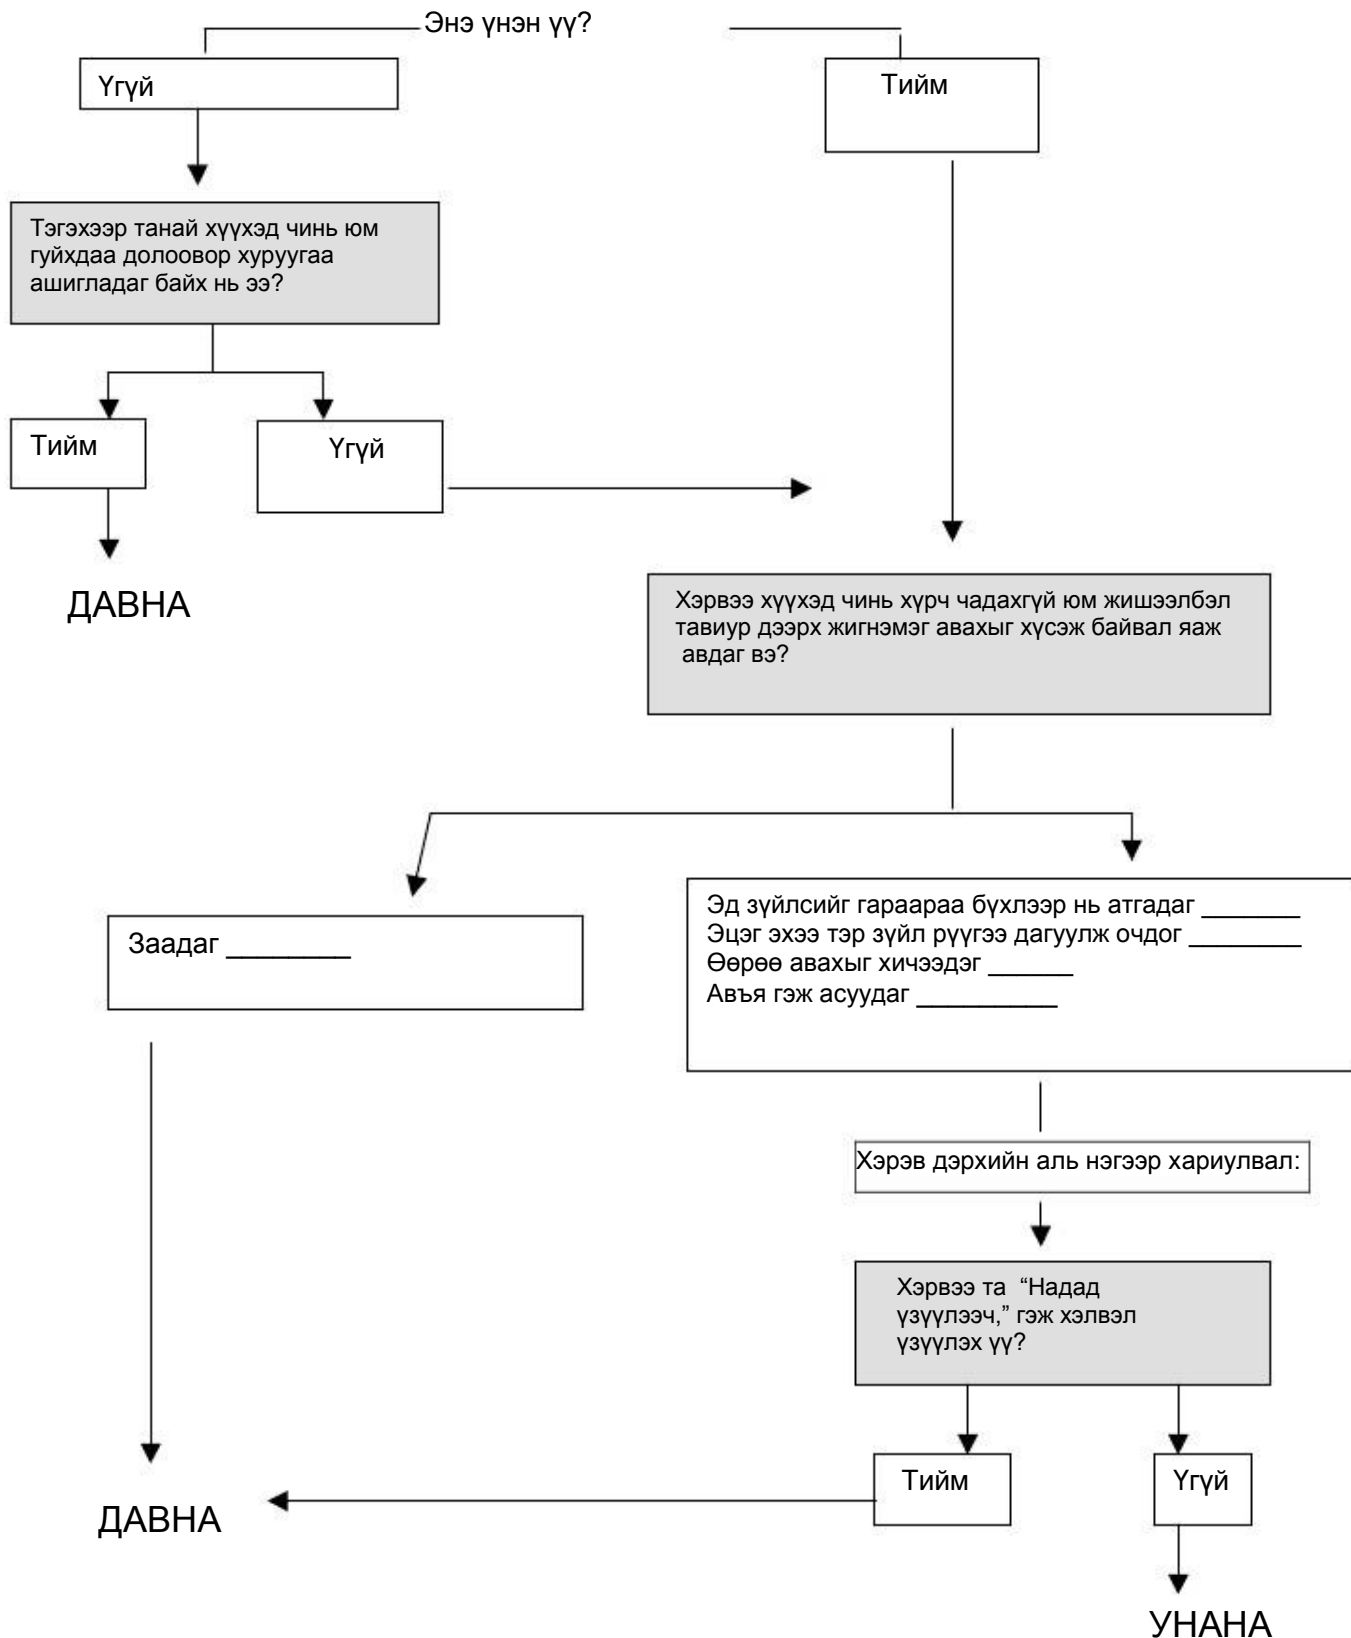 Энэ үнэн үү?
Үгүй
Тийм
Тэгэхээр танай хүүхэд чинь юм
гуйхдаа долоовор хуруугаа
ашигладаг байх нь ээ?
Тийм
Үгүй
ДАВНА
Хэрвээ хүүхэд чинь хүрч чадахгүй юм жишээлбэл
тавиур дээрх жигнэмэг авахыг хүсэж байвал яаж
авдаг вэ?
Заадаг ________
Эд зүйлсийг гараараа бүхлээр нь атгадаг _______
Эцэг эхээ тэр зүйл рүүгээ дагуулж очдог ________
Өөрөө авахыг хичээдэг ______
Авъя гэж асуудаг __________
Хэрэв дэрхийн аль нэгээр хариулвал:
Хэрвээ та “Надад
үзүүлээч,” гэж хэлвэл
үзүүлэх үү?
Тийм
Үгүй
ДАВНА
УНАНА